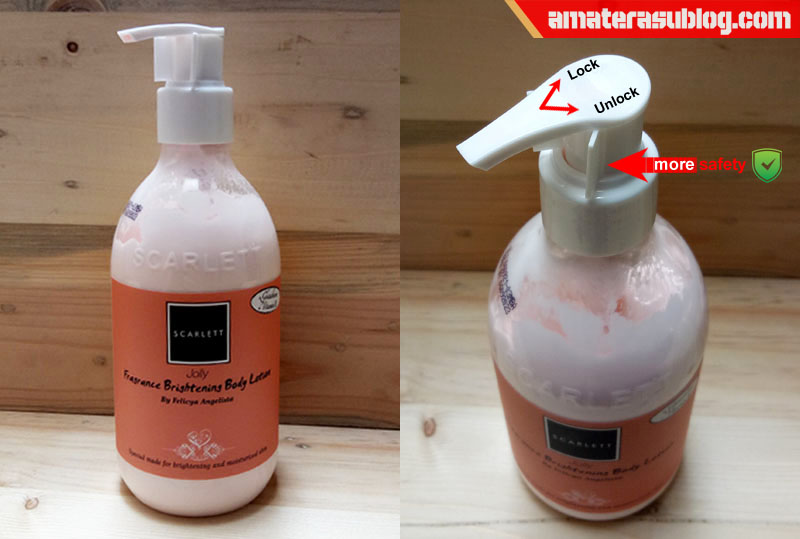 SCARLETT
SCARLETT
Jolly
Fragrance Brightening Body Lotion
By Felicya Angelista
Special made for brightening and moisturized skin
amaterasublog.com
Lock
Unlock
more safety
SCARLETT
SCARLETT
Jolly
Fragrance Brightening Body Lotion
By Felicya Angelista